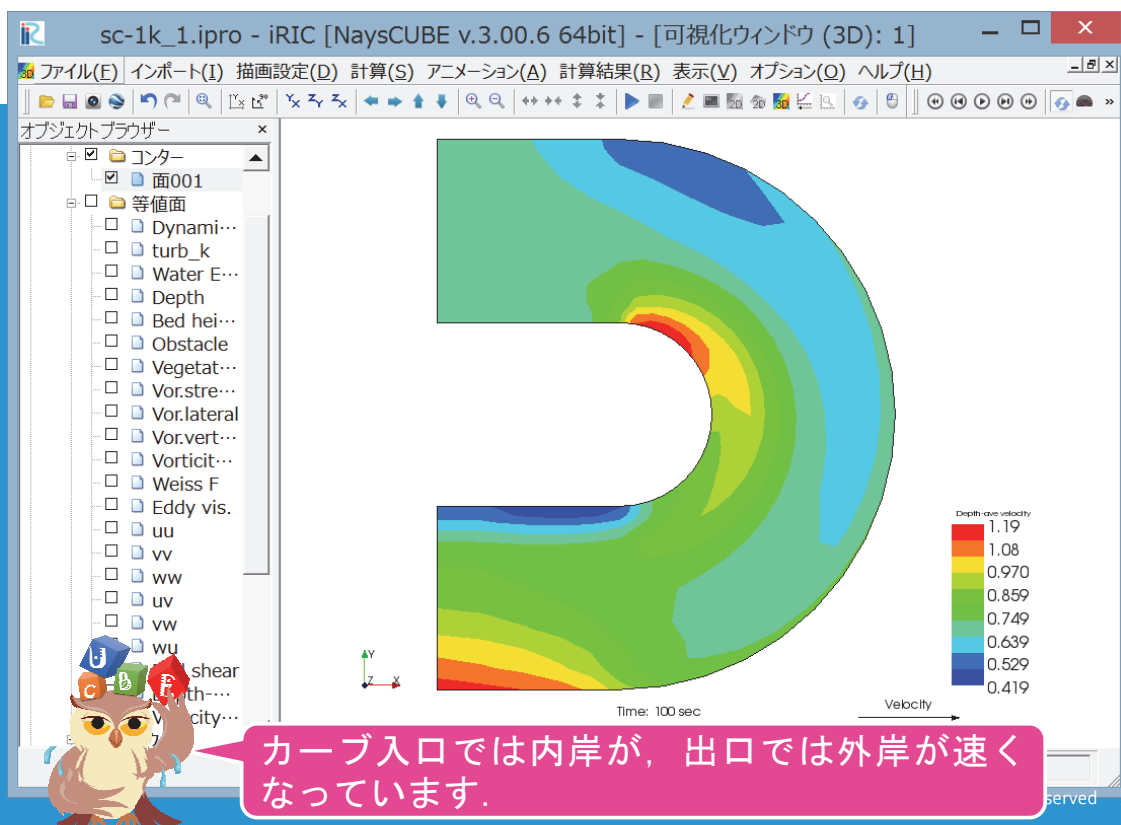 sc-1k_1.ipro - iRIC [NaysCUBE v.3.00.6 64bit] - [可視化ウィンドウ (3D): 1]
ファイル(F) インポート(I) 描画設定(D) 計算(S) アニメーション(A) 計算結果(R) 表示(V) オプション(O) ヘルプ(H)
オブジェクトブラウザー
コンター
面001
等値面
Dynami…
turb_k
Water E…
Depth
Bed hei…
Obstacle
Vegetat…
Vor.stre…
Vor.lateral
Vor.vert…
Vorticit…
Weiss F
Eddy vis.
uu
vv
ww
uv
vw
wu
shear
Depth-ave velocity
1.19
1.08
0.970
0.859
0.749
0.639
0.529
0.419
Y
Z X
Time: 100 sec
Velocity
U
C B E
カーブ入口では内岸が，出口では外岸が速く
なっています．
served